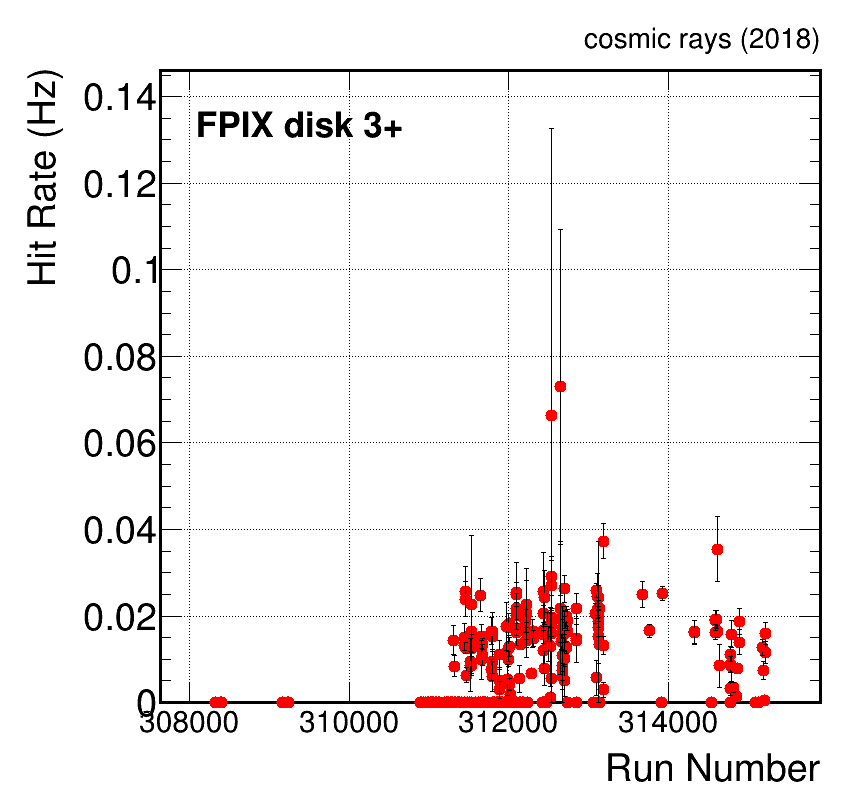 cosmic rays (2018)
Hit Rate (Hz)
FPIX disk 3+
0.14
0.12
0.1
0.08
0.06
0.04
0.02
0
308000 310000 312000 314000
Run Number